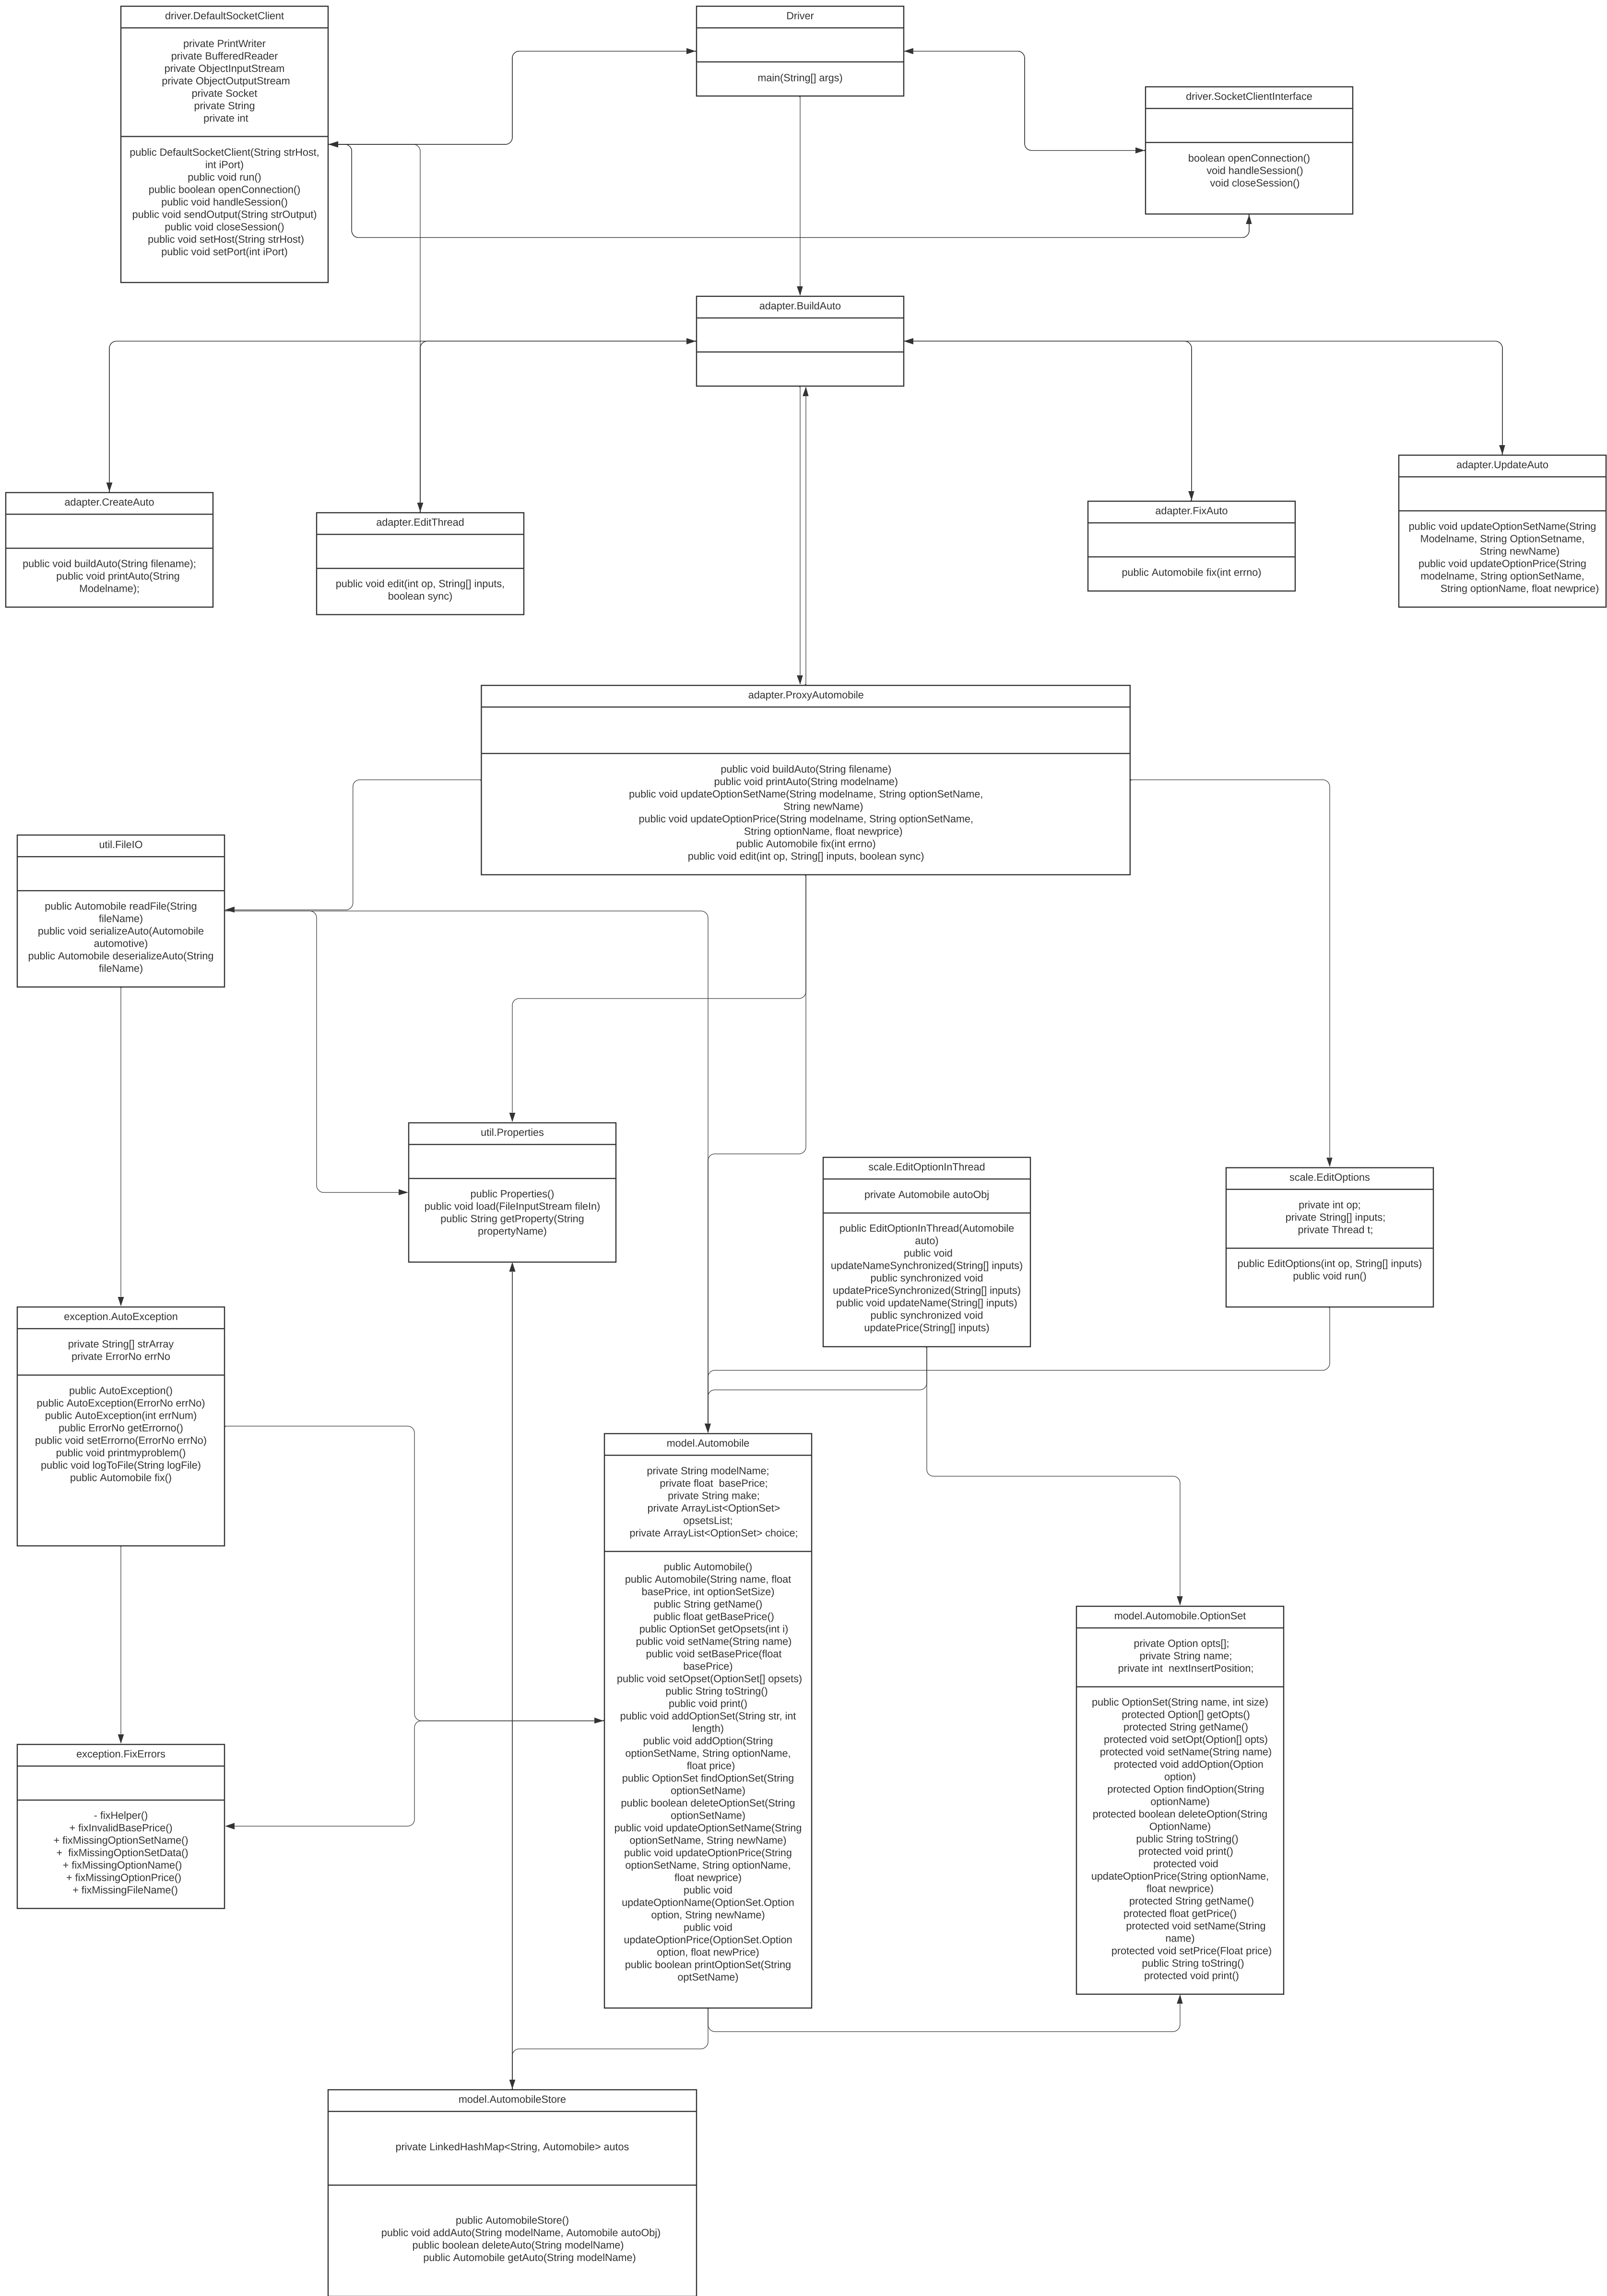 driver.DefaultSocketClient
private PrintWriter
private BufferedReader
private ObjectInputStream
private ObjectOutputStream
private Socket
private String
private int
public DefaultSocketClient(String strHost,
int iPort)
public void run()
public boolean openConnection()
public void handleSession()
public void sendOutput(String strOutput)
public void closeSession()
public void setHost(String strHost)
public void setPort(int iPort)
Driver
main(String[] args)
driver.SocketClientInterface
boolean openConnection()
void handleSession()
void closeSession()
adapter.BuildAuto
adapter.CreateAuto
public void buildAuto(String filename);
public void printAuto(String
Modelname);
adapter.EditThread
public void edit(int op, String[] inputs,
boolean sync)
adapter.FixAuto
public Automobile fix(int errno)
adapter.UpdateAuto
public void updateOptionSetName(String
Modelname, String OptionSetname,
String newName)
public void updateOptionPrice(String
modelname, String optionSetName,
String optionName, float newprice)
adapter.ProxyAutomobile
public void buildAuto(String filename)
public void printAuto(String modelname)
public void updateOptionSetName(String modelname, String optionSetName,
String newName)
public void updateOptionPrice(String modelname, String optionSetName,
String optionName, float newprice)
public Automobile fix(int errno)
public void edit(int op, String[] inputs, boolean sync)
util.FileIO
public Automobile readFile(String
fileName)
public void serializeAuto(Automobile
automotive)
public Automobile deserializeAuto(String
fileName)
util.Properties
public Properties()
public void load(FileInputStream fileIn)
public String getProperty(String
propertyName)
scale.EditOptionInThread
private Automobile autoObj
public EditOptionInThread(Automobile
auto)
public void
updateNameSynchronized(String[] inputs)
public synchronized void
updatePriceSynchronized(String[] inputs)
public void updateName(String[] inputs)
public synchronized void
updatePrice(String[] inputs)
scale.EditOptions
private int op;
private String[] inputs;
private Thread t;
public EditOptions(int op, String[] inputs)
public void run()
exception.AutoException
private String[] strArray
private ErrorNo errNo
public AutoException()
public AutoException(ErrorNo errNo)
public AutoException(int errNum)
public ErrorNo getErrorno()
public void setErrorno(ErrorNo errNo)
public void printmyproblem()
public void logToFile(String logFile)
public Automobile fix()
model.Automobile
private String modelName;
private float  basePrice;
private String make;
private ArrayList<OptionSet>
opsetsList;
private ArrayList<OptionSet> choice;
public Automobile()
public Automobile(String name, float
basePrice, int optionSetSize)
public String getName()
public float getBasePrice()
public OptionSet getOpsets(int i)
public void setName(String name)
public void setBasePrice(float
basePrice)
public void setOpset(OptionSet[] opsets)
public String toString()
public void print()
public void addOptionSet(String str, int
length)
public void addOption(String
optionSetName, String optionName,
float price)
public OptionSet findOptionSet(String
optionSetName)
public boolean deleteOptionSet(String
optionSetName)
public void updateOptionSetName(String
optionSetName, String newName)
public void updateOptionPrice(String
optionSetName, String optionName,
float newprice)
public void
updateOptionName(OptionSet.Option
option, String newName)
public void
updateOptionPrice(OptionSet.Option
option, float newPrice)
public boolean printOptionSet(String
optSetName)
model.Automobile.OptionSet
private Option opts[];
private String name;
private int  nextInsertPosition;
public OptionSet(String name, int size)
protected Option[] getOpts()
protected String getName()
protected void setOpt(Option[] opts)
protected void setName(String name)
protected void addOption(Option
option)
protected Option findOption(String
optionName)
protected boolean deleteOption(String
OptionName)
public String toString()
protected void print()
protected void
updateOptionPrice(String optionName,
float newprice)
protected String getName()
protected float getPrice()
protected void setName(String
name)
protected void setPrice(Float price)
public String toString()
protected void print()
exception.FixErrors
- fixHelper()
+ fixInvalidBasePrice()
+ fixMissingOptionSetName()
+  fixMissingOptionSetData()
+ fixMissingOptionName()
+ fixMissingOptionPrice()
+ fixMissingFileName()
model.AutomobileStore
private LinkedHashMap<String, Automobile> autos
public AutomobileStore()
public void addAuto(String modelName, Automobile autoObj)
public boolean deleteAuto(String modelName)
public Automobile getAuto(String modelName)